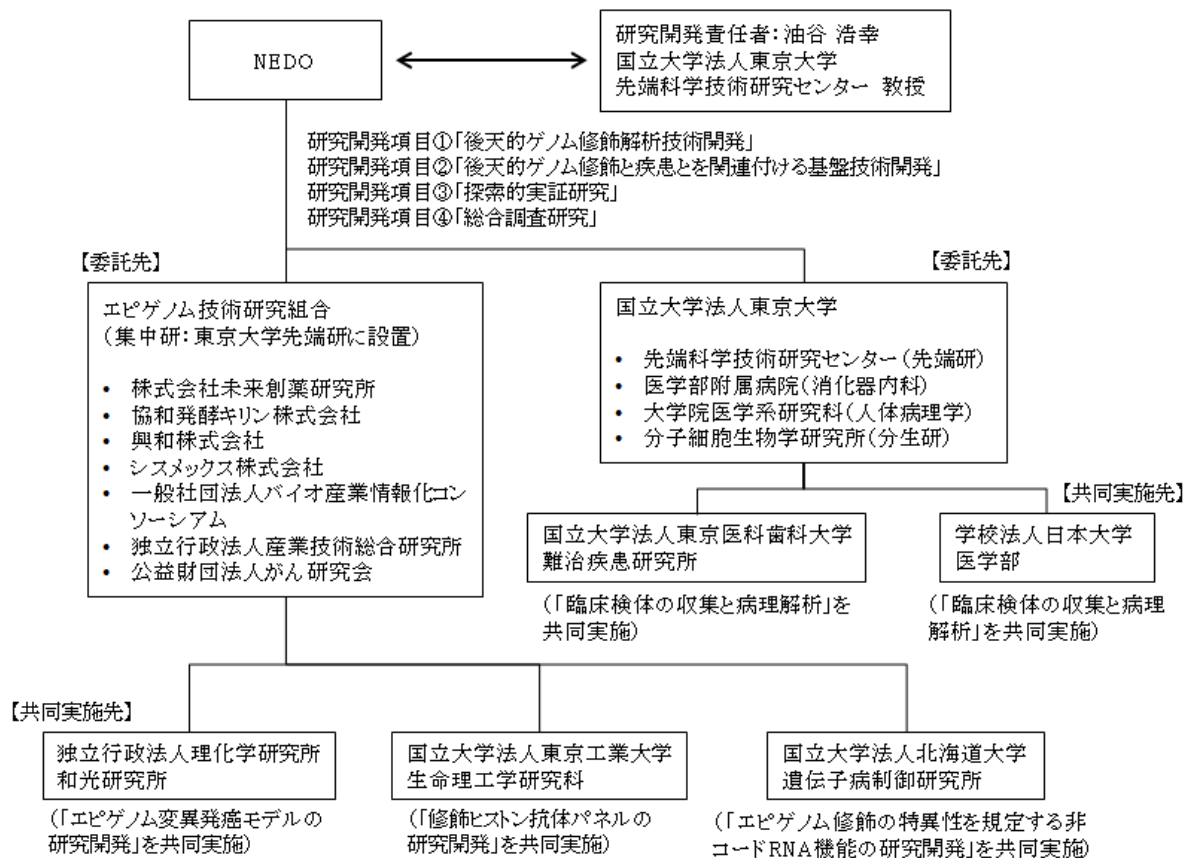 NEDO
研究開発責任者：油谷 浩幸
国立大学法人東京大学
先端科学技術研究センター 教授
研究開発項目①「後天的ゲノム修飾解析技術開発」
研究開発項目②「後天的ゲノム修飾と疾患とを関連付ける基盤技術開発」
研究開発項目③「探索的実証研究」
研究開発項目④「総合調査研究」
【委託先】
エピゲノム技術研究組合
（集中研：東京大学先端研に設置）
• 株式会社未来創薬研究所
• 協和発酵キリン株式会社
• 興和株式会社
• シスメックス株式会社
• 一般社団法人バイオ産業情報化コン
ソーシアム
• 独立行政法人産業技術総合研究所
• 公益財団法人がん研究会
【委託先】
国立大学法人東京大学
• 先端科学技術研究センター（先端研）
• 医学部附属病院（消化器内科）
• 大学院医学系研究科（人体病理学）
• 分子細胞生物学研究所（分生研）
【共同実施先】
国立大学法人東京医科歯科大学
難治疾患研究所
（「臨床検体の収集と病理解析」を
共同実施）
学校法人日本大学
医学部
（「臨床検体の収集と病理
解析」を共同実施）
【共同実施先】
独立行政法人理化学研究所
和光研究所
（「エピゲノム変異発癌モデルの
研究開発」を共同実施）
国立大学法人東京工業大学
生命理工学研究科
（「修飾ヒストン抗体パネルの
研究開発」を共同実施）
国立大学法人北海道大学
遺伝子病制御研究所
（「エピゲノム修飾の特異性を規定する非
コードRNA機能の研究開発」を共同実施）